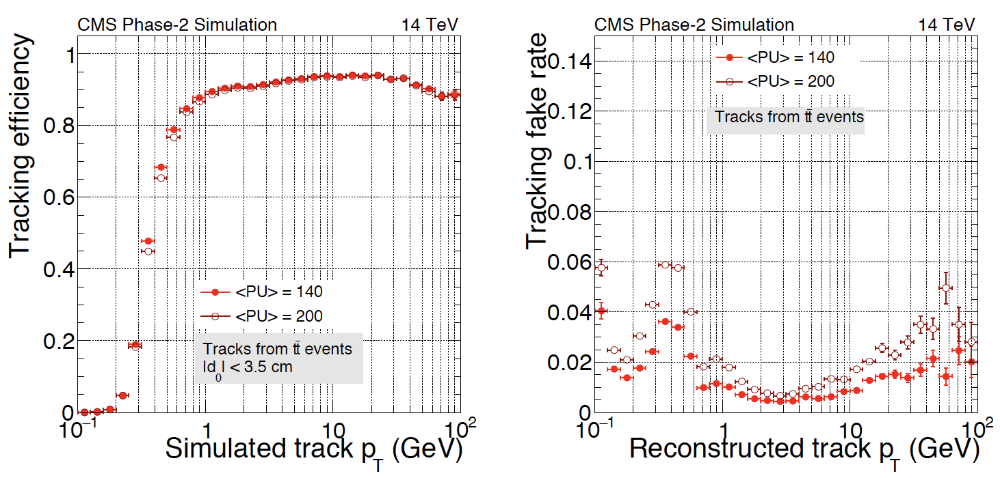 CMS Phase-2 Simulation 14 TeV
Tracking efficiency
1
0.8
0.6
0.4
0.2
0
<PU> = 140
<PU> = 200
Tracks from tt̄ events
|d₀| < 3.5 cm
10⁻¹ 1 10 10²
Simulated track p_T (GeV)
CMS Phase-2 Simulation 14 TeV
Tracking fake rate
0.14
0.12
0.1
0.08
0.06
0.04
0.02
0
<PU> = 140
<PU> = 200
Tracks from tt̄ events
10⁻¹ 1 10 10²
Reconstructed track p_T (GeV)